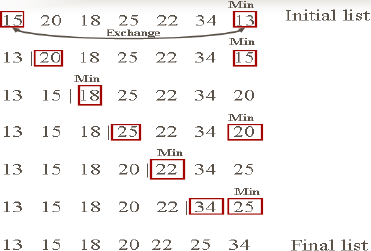 Min
15 20 18 25 22 34 13 Initial list
Exchange
Min
13 | 20 18 25 22 34 15
Min
13 15 | 18 25 22 34 20
Min
13 15 18 | 25 22 34 20
Min
13 15 18 20 | 22 34 25
Min
13 15 18 20 22 | 34 25
13 15 18 20 22 25 34 Final list